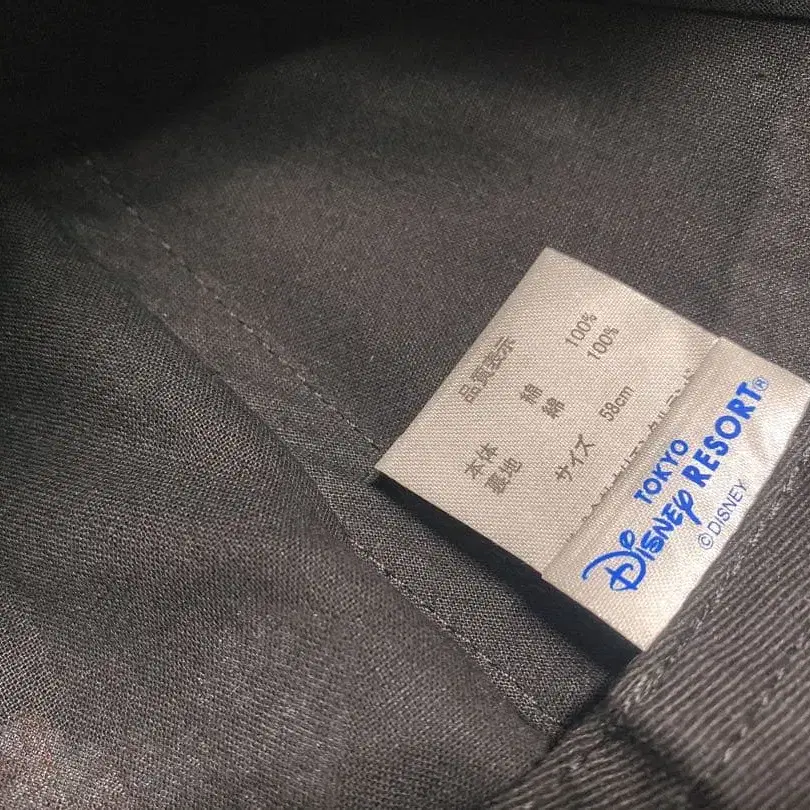 品質表示
本体 綿 100%
裏地 綿 100%
サイズ 58cm
TOKYO
Disney RESORT®
©DISNEY